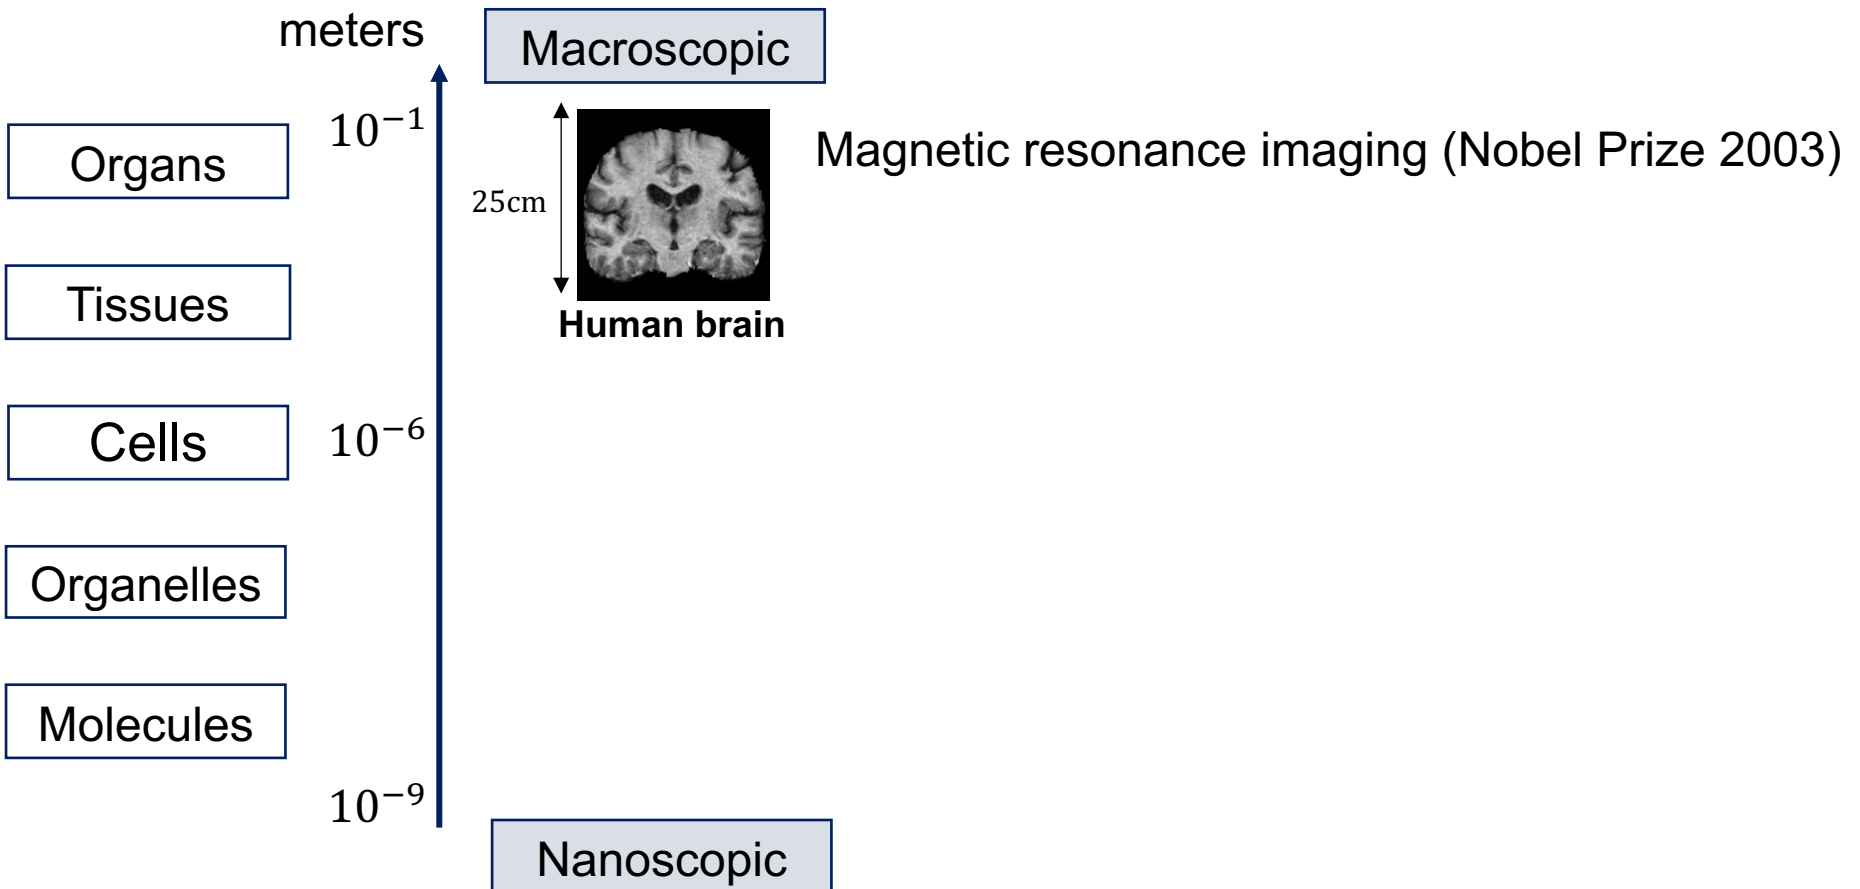 meters
Macroscopic
10⁻¹
Organs
25cm
Magnetic resonance imaging (Nobel Prize 2003)
Human brain
Tissues
Cells
10⁻⁶
Organelles
Molecules
10⁻⁹
Nanoscopic